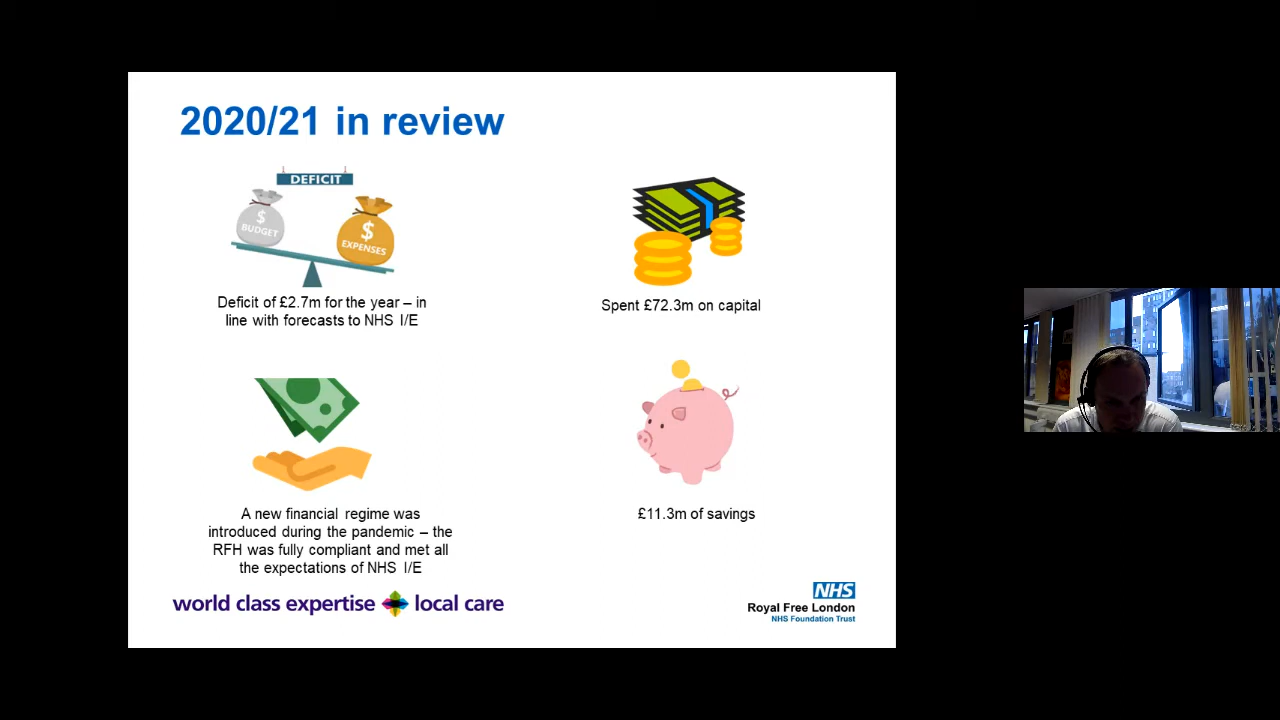 2020/21 in review
DEFICIT
$
BUDGET
$
EXPENSES
Deficit of £2.7m for the year – in
line with forecasts to NHS I/E
Spent £72.3m on capital
A new financial regime was
introduced during the pandemic – the
RFH was fully compliant and met all
the expectations of NHS I/E
£11.3m of savings
world class expertise local care
NHS
Royal Free London
NHS Foundation Trust